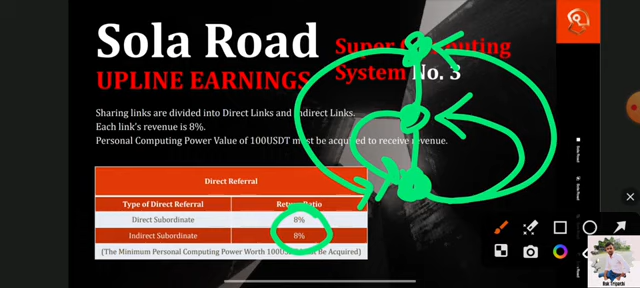 Sola Road
UPLINE EARNINGS
Super Computing
System No. 3
Sharing links are divided into Direct Links and Indirect Links.
Each link's revenue is 8%.
Personal Computing Power Value of 100USDT must be acquired to receive revenue.
Direct Referral
Type of Direct Referral Return Ratio
Direct Subordinate 8%
Indirect Subordinate 8%
(The Minimum Personal Computing Power Worth 100USDT Must Be Acquired)